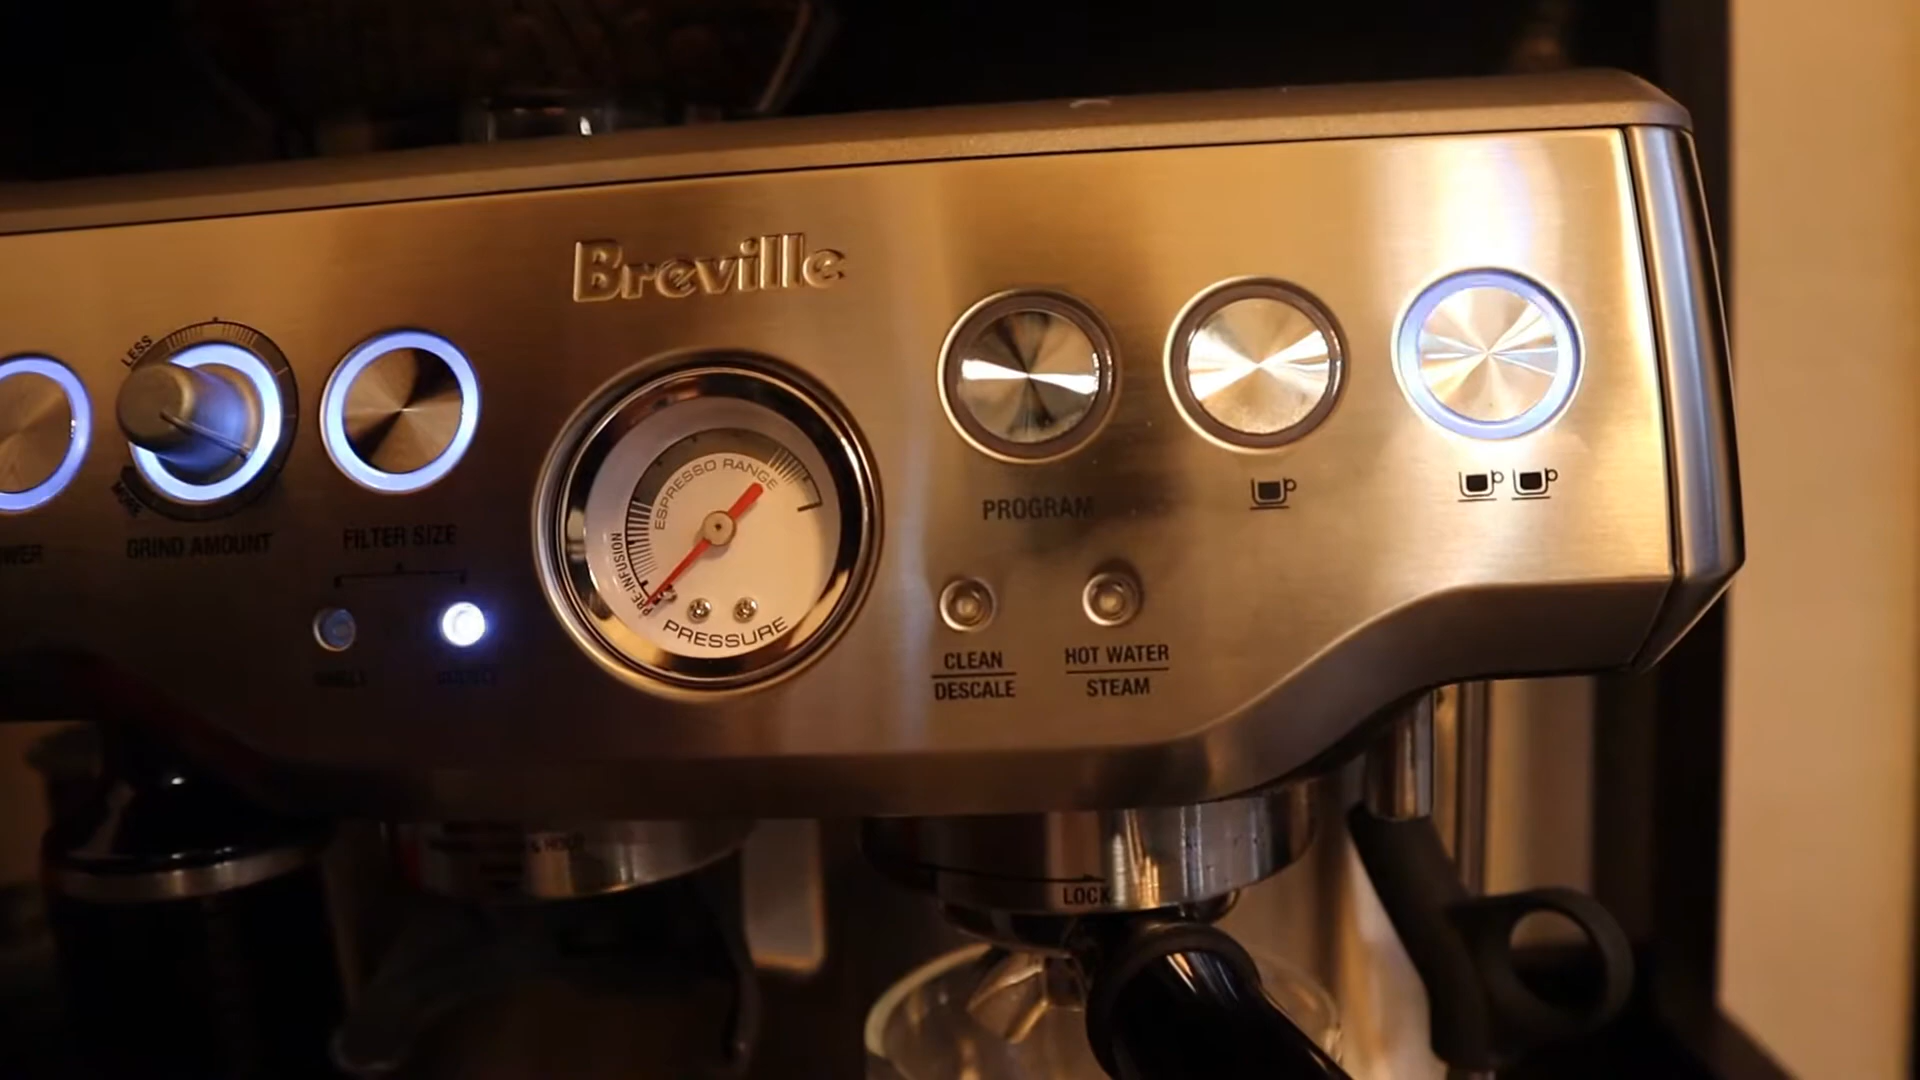 Breville
LESS
MORE
GRIND AMOUNT
FILTER SIZE
ESPRESSO RANGE
PRE-INFUSION
PRESSURE
PROGRAM
CLEAN
DESCALE
HOT WATER
STEAM
LOCK